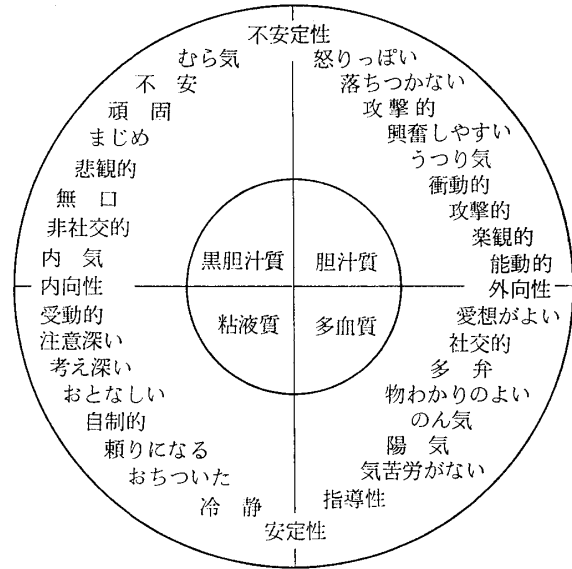 不安定性
むら気
不 安
頑 固
まじめ
悲観的
無 口
非社交的
内 気
内向性
受動的
注意深い
考え深い
おとなしい
自制的
頼りになる
おちついた
冷 静
安定性
怒りっぽい
落ちつかない
攻撃的
興奮しやすい
うつり気
衝動的
攻撃的
楽観的
能動的
外向性
愛想がよい
社交的
多 弁
物わかりのよい
のん気
陽 気
気苦労がない
指導性
黒胆汁質
胆汁質
粘液質
多血質